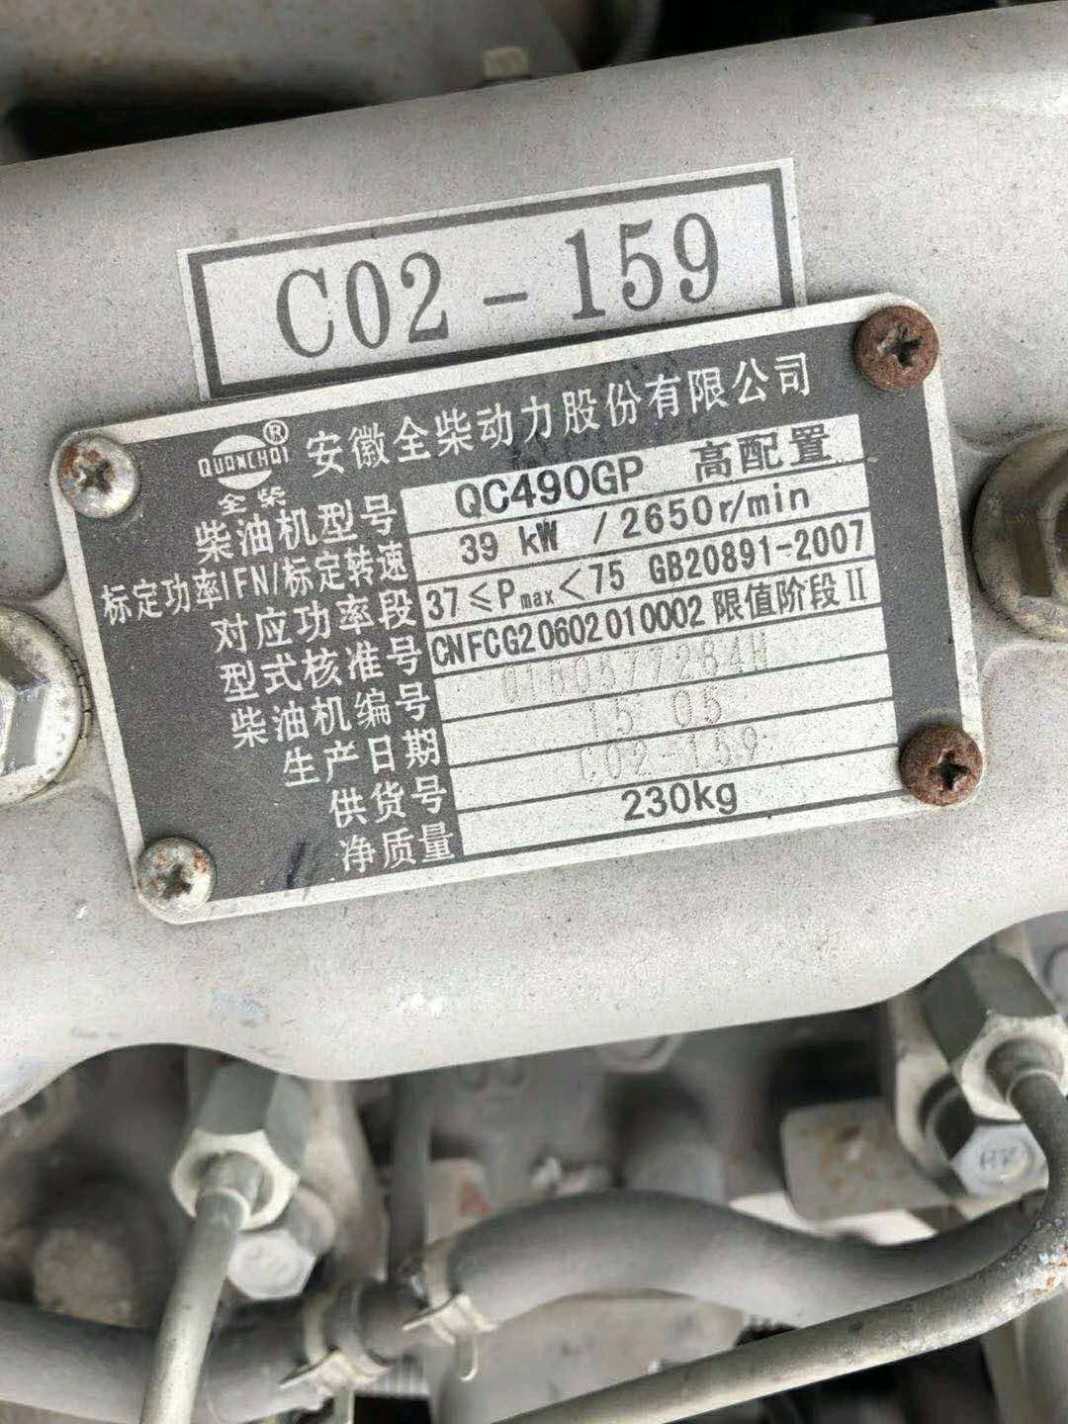 C02-159
QUANCHAI ® 安徽全柴动力股份有限公司
全柴
柴油机型号 QC490GP 高配置
标定功率IFN/标定转速 39 kW /2650r/min
对应功率段 37≤Pmax<75 GB20891-2007
型式核准号 CNFCG20602010002 限值阶段Ⅱ
柴油机编号 Q160577284H
生产日期 15 05
供货号 C02-159
净质量 230kg